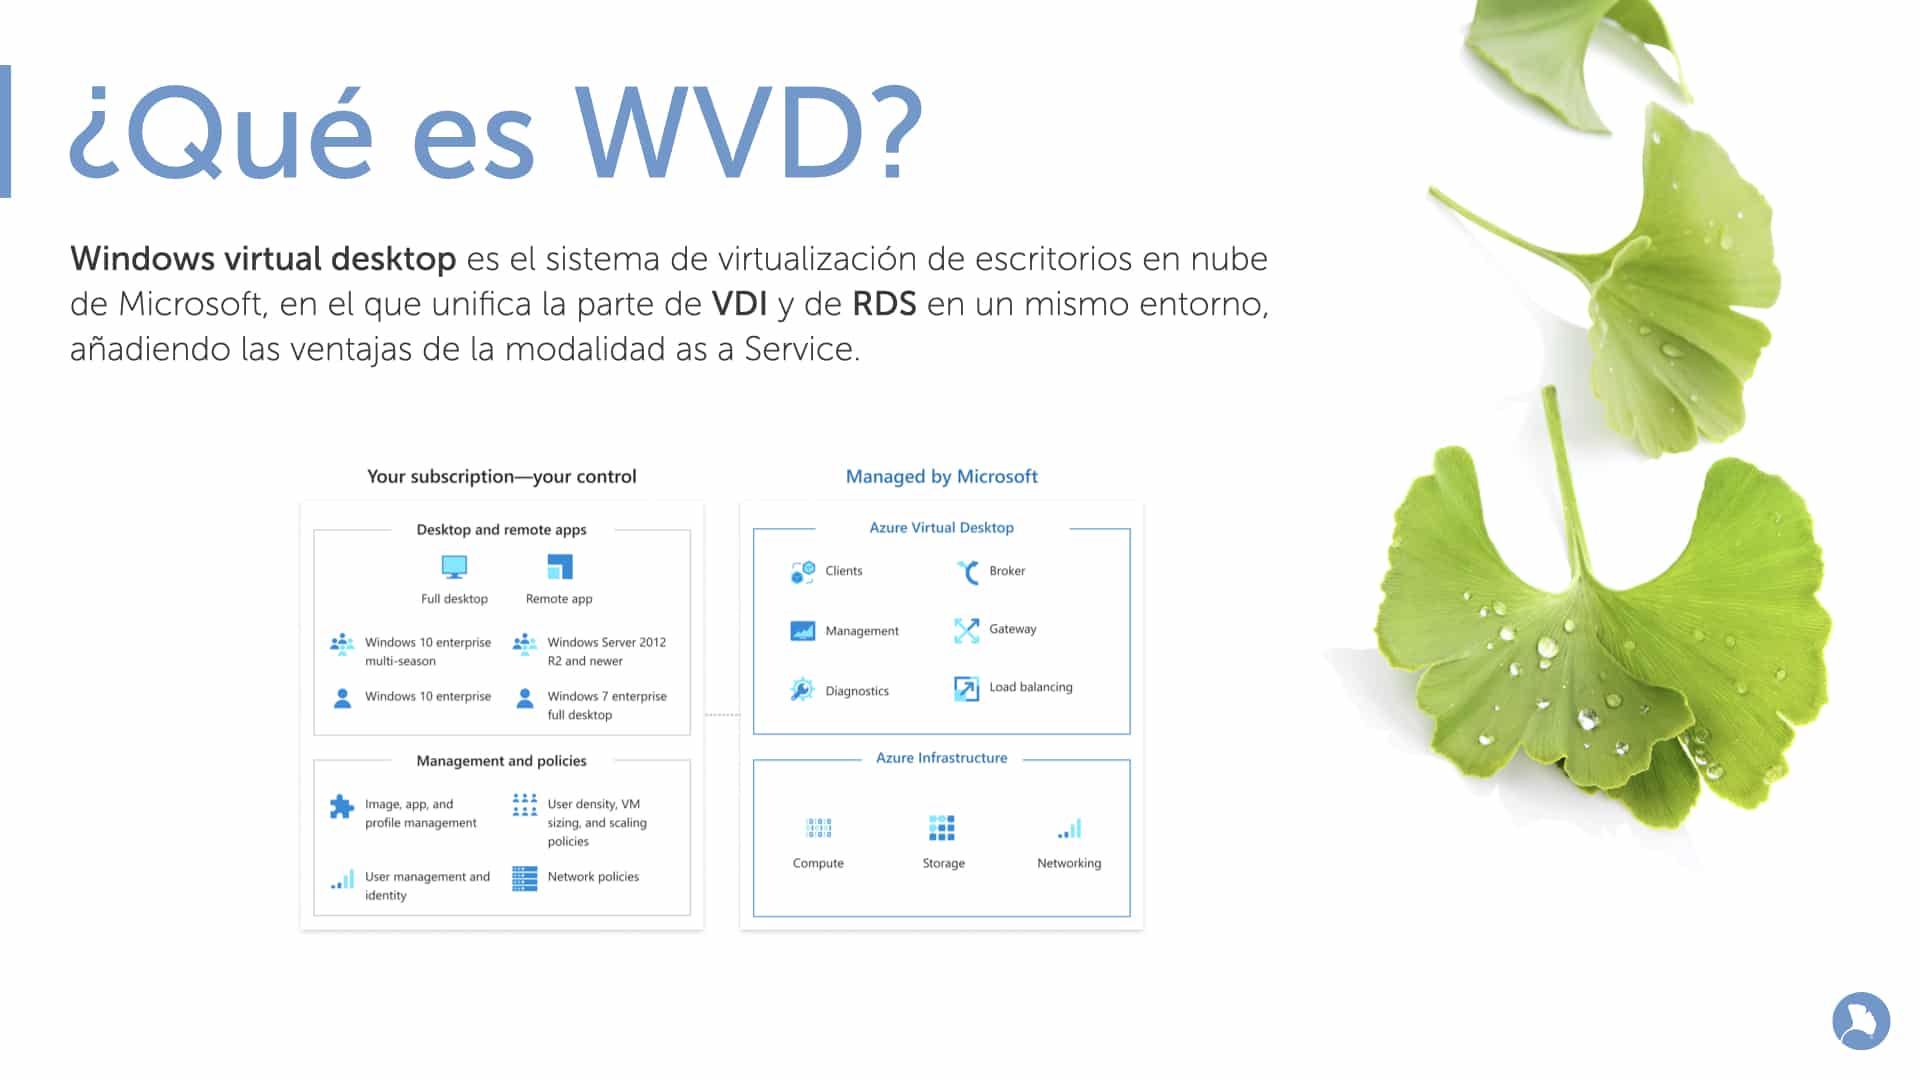 ¿Qué es WVD?
Windows virtual desktop es el sistema de virtualización de escritorios en nube
de Microsoft, en el que unifica la parte de VDI y de RDS en un mismo entorno,
añadiendo las ventajas de la modalidad as a Service.
Your subscription—your control
Desktop and remote apps
Full desktop
Remote app
Windows 10 enterprise
multi-season
Windows Server 2012
R2 and newer
Windows 10 enterprise
Windows 7 enterprise
full desktop
Management and policies
Image, app, and
profile management
User density, VM
sizing, and scaling
policies
User management and
identity
Network policies
Managed by Microsoft
Azure Virtual Desktop
Clients
Broker
Management
Gateway
Diagnostics
Load balancing
Azure Infrastructure
Compute
Storage
Networking